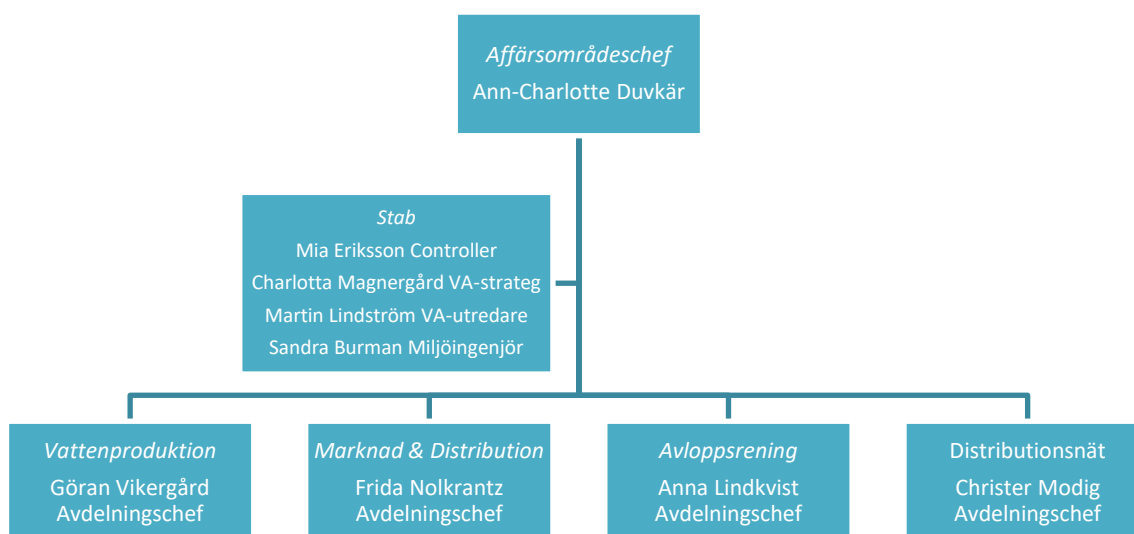 Affärsområdeschef
Ann-Charlotte Duvkär
Stab
Mia Eriksson Controller
Charlotta Magnergård VA-strateg
Martin Lindström VA-utredare
Sandra Burman Miljöingenjör
Vattenproduktion
Göran Vikergård
Avdelningschef
Marknad & Distribution
Frida Nolkrantz
Avdelningschef
Avloppsrening
Anna Lindkvist
Avdelningschef
Distributionsnät
Christer Modig
Avdelningschef